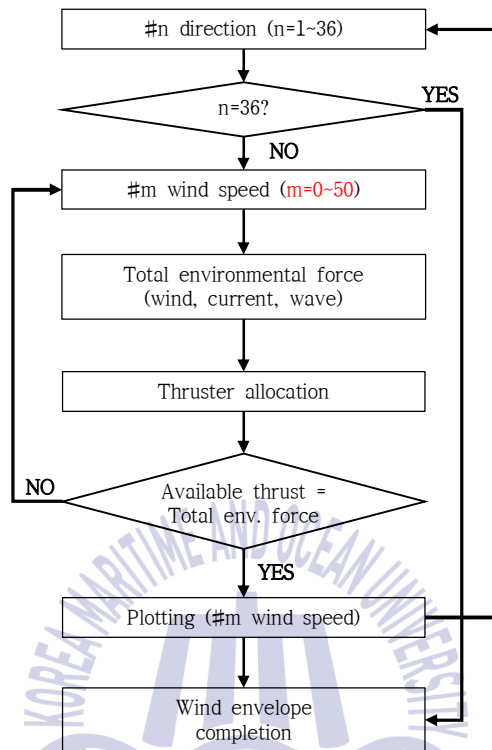 #n direction (n=1~36)
n=36?
YES
NO
#m wind speed (m=0~50)
Total environmental force
(wind, current, wave)
Thruster allocation
NO
Available thrust =
Total env. force
YES
Plotting (#m wind speed)
Wind envelope
completion
KOREA MARITIME AND OCEAN UNIVERSITY